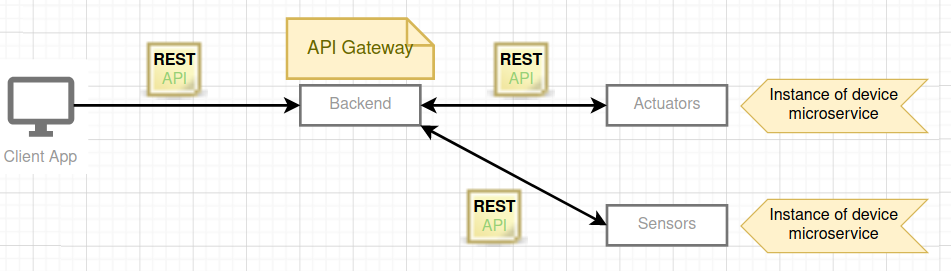 REST
API
API Gateway
REST
API
Client App
Backend
Actuators
Instance of device
microservice
REST
API
Sensors
Instance of device
microservice